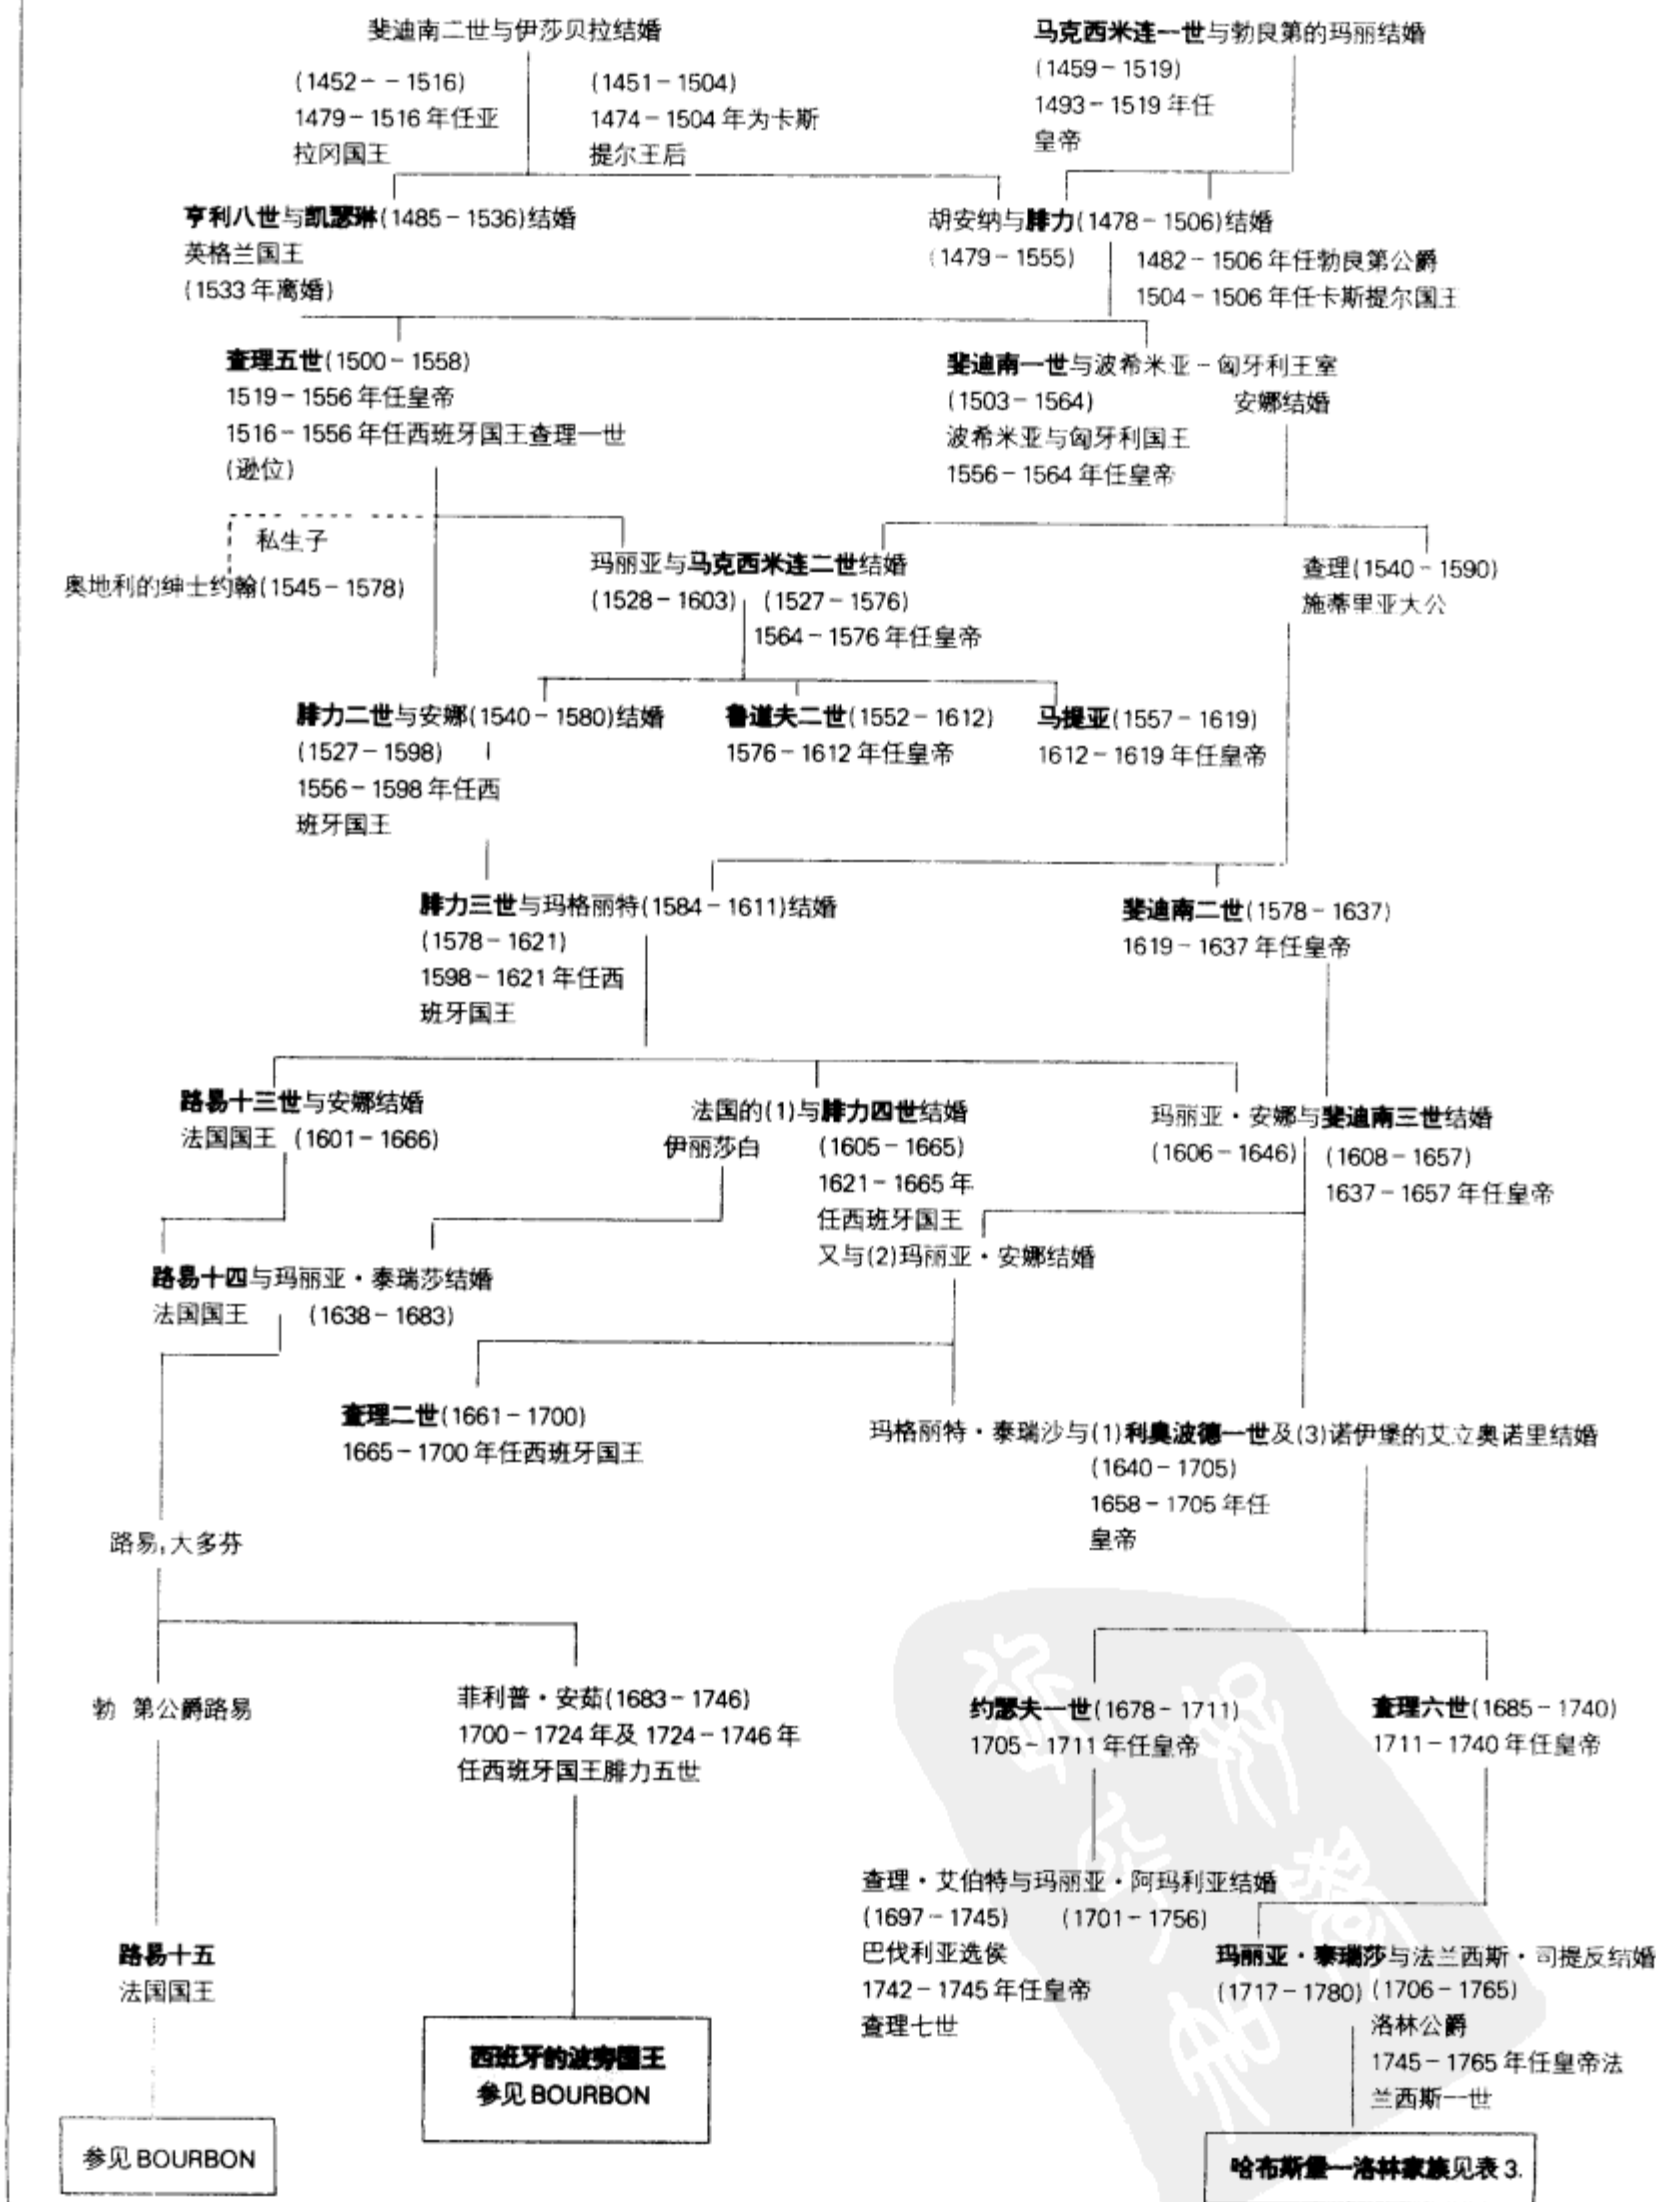 斐迪南二世与伊莎贝拉结婚
(1452--1516)
1479-1516年任亚
拉冈国王
(1451-1504)
1474-1504年为卡斯
提尔王后
马克西米连一世与勃良第的玛丽结婚
(1459-1519)
1493-1519年任
皇帝
亨利八世与凯瑟琳(1485-1536)结婚
英格兰国王
(1533年离婚)
胡安纳与腓力(1478-1506)结婚
(1479-1555)
1482-1506年任勃良第公爵
1504-1506年任卡斯提尔国王
查理五世(1500-1558)
1519-1556年任皇帝
1516-1556年任西班牙国王查理一世
(逊位)
斐迪南一世与波希米亚-匈牙利王室
(1503-1564)
安娜结婚
波希米亚与匈牙利国王
1556-1564年任皇帝
私生子
奥地利的绅士约翰(1545-1578)
玛丽亚与马克西米连二世结婚
(1528-1603)
(1527-1576)
1564-1576年任皇帝
查理(1540-1590)
施蒂里亚大公
腓力二世与安娜(1540-1580)结婚
(1527-1598)
1556-1598年任西
班牙国王
鲁道夫二世(1552-1612)
1576-1612年任皇帝
马提亚(1557-1619)
1612-1619年任皇帝
腓力三世与玛格丽特(1584-1611)结婚
(1578-1621)
1598-1621年任西
班牙国王
斐迪南二世(1578-1637)
1619-1637年任皇帝
路易十三世与安娜结婚
法国国王 (1601-1666)
法国的(1)与腓力四世结婚
伊丽莎白
(1605-1665)
1621-1665年
任西班牙国王
又与(2)玛丽亚·安娜结婚
玛丽亚·安娜与斐迪南三世结婚
(1606-1646)
(1608-1657)
1637-1657年任皇帝
路易十四与玛丽亚·泰瑞莎结婚
法国国王 (1638-1683)
查理二世(1661-1700)
1665-1700年任西班牙国王
玛格丽特·泰瑞沙与(1)利奥波德一世及(3)诺伊堡的艾立奥诺里结婚
(1640-1705)
1658-1705年任
皇帝
路易,大多芬
勃 第公爵路易
菲利普·安茹(1683-1746)
1700-1724年及1724-1746年
任西班牙国王腓力五世
约瑟夫一世(1678-1711)
1705-1711年任皇帝
查理六世(1685-1740)
1711-1740年任皇帝
查理·艾伯特与玛丽亚·阿玛利亚结婚
(1697-1745) (1701-1756)
巴伐利亚选侯
1742-1745年任皇帝
查理七世
玛丽亚·泰瑞莎与法兰西斯·司提反结婚
(1717-1780)
(1706-1765)
洛林公爵
1745-1765年任皇帝法
兰西斯一世
路易十五
法国国王
西班牙的波旁国王
参见BOURBON
参见BOURBON
哈布斯堡—洛林家族见表3.